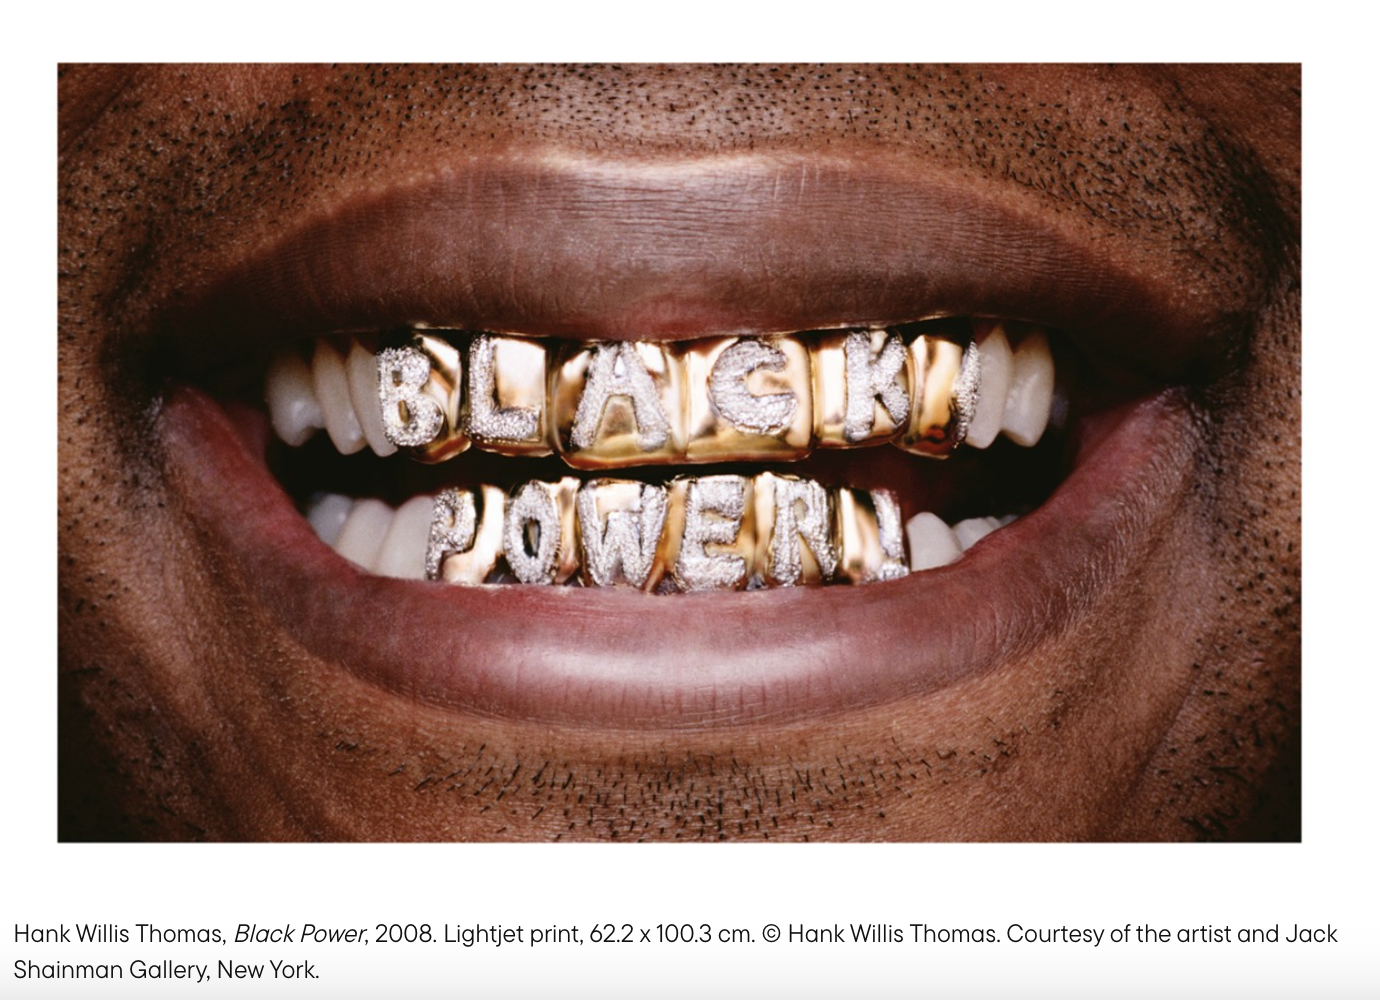 BLACK
POWER!
Hank Willis Thomas, Black Power, 2008. Lightjet print, 62.2 x 100.3 cm. © Hank Willis Thomas. Courtesy of the artist and Jack
Shainman Gallery, New York.